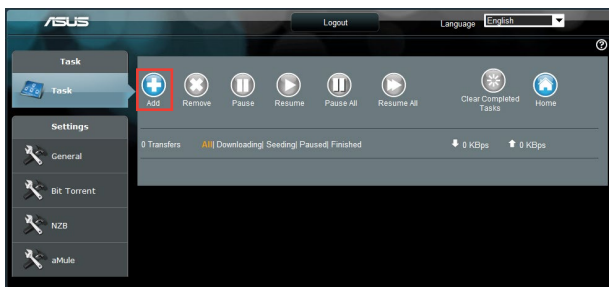 ASUS Logout Language English
Task
Task
Add Remove Pause Resume Pause All Resume All Clear Completed Tasks Home
Settings
0 Transfers All| Downloading| Seeding| Paused| Finished 0 KBps 0 KBps
General
Bit Torrent
NZB
aMule